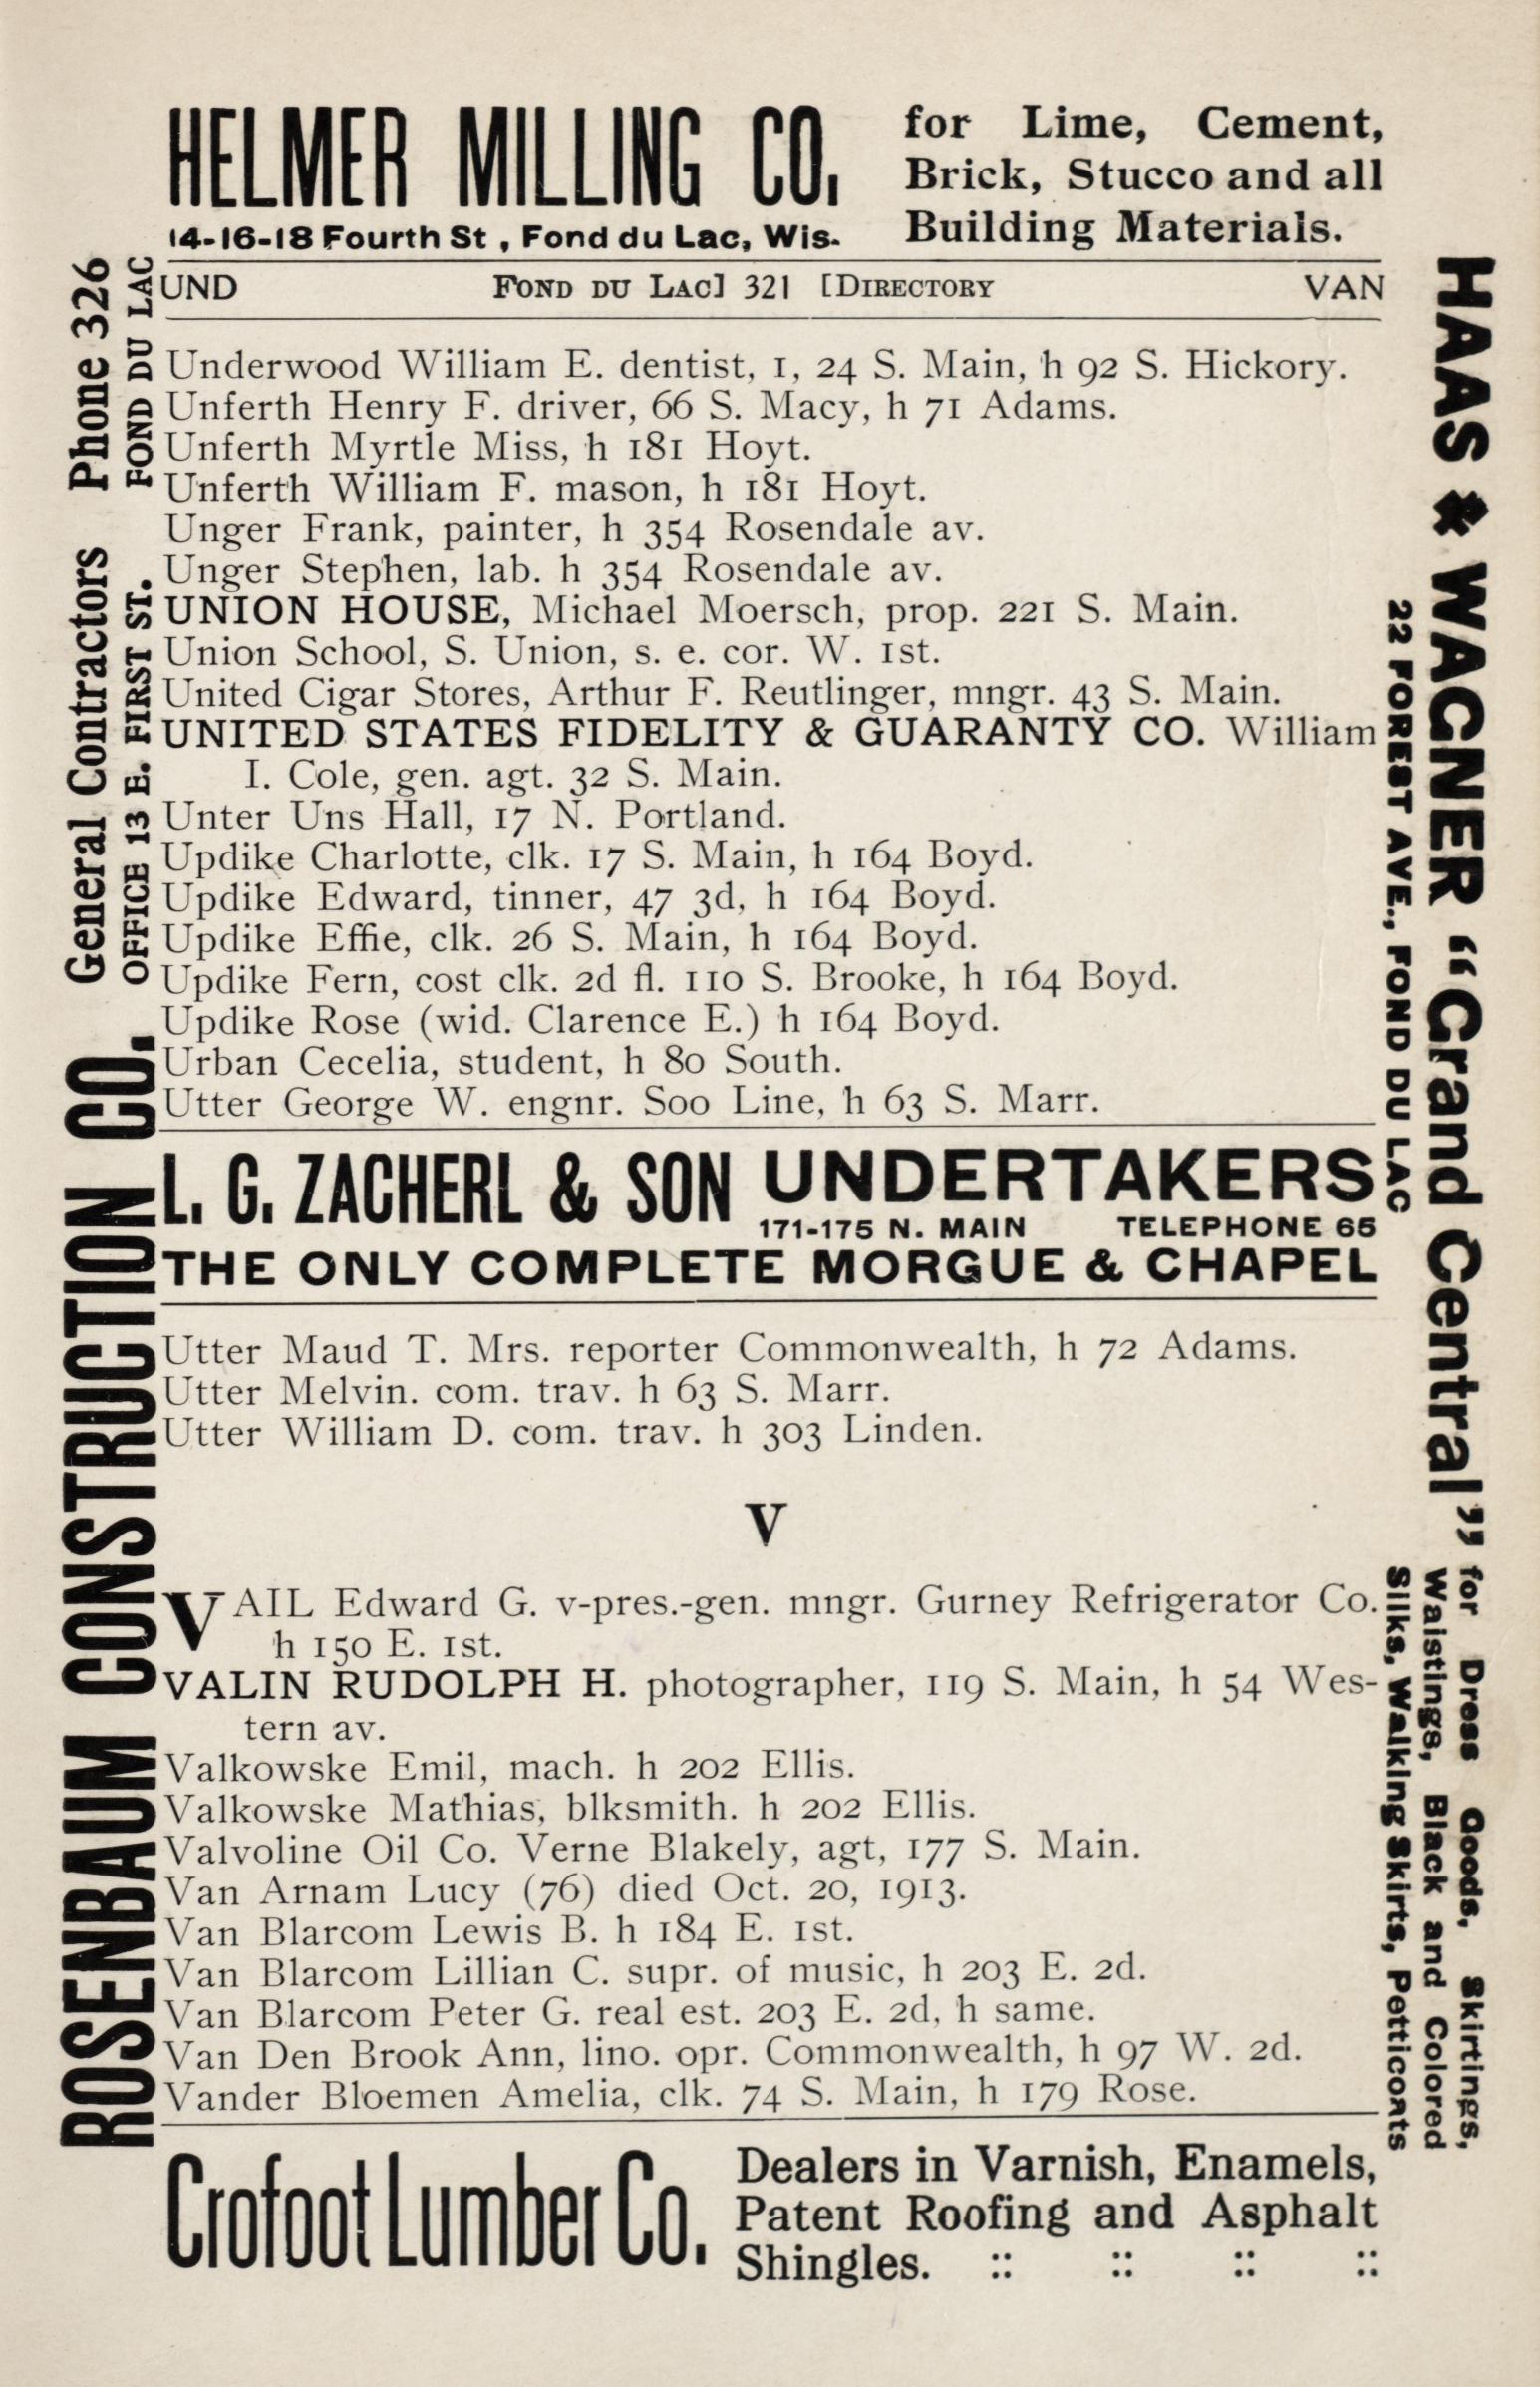 HELMER MILLING CO.
14-16-18 Fourth St , Fond du Lac, Wis.
for Lime, Cement,
Brick, Stucco and all
Building Materials.
UND FOND DU LAC] 321 [DIRECTORY VAN
Underwood William E. dentist, 1, 24 S. Main, h 92 S. Hickory.
Unferth Henry F. driver, 66 S. Macy, h 71 Adams.
Unferth Myrtle Miss, h 181 Hoyt.
Unferth William F. mason, h 181 Hoyt.
Unger Frank, painter, h 354 Rosendale av.
Unger Stephen, lab. h 354 Rosendale av.
UNION HOUSE, Michael Moersch, prop. 221 S. Main.
Union School, S. Union, s. e. cor. W. 1st.
United Cigar Stores, Arthur F. Reutlinger, mngr. 43 S. Main.
UNITED STATES FIDELITY & GUARANTY CO. William
I. Cole, gen. agt. 32 S. Main.
Unter Uns Hall, 17 N. Portland.
Updike Charlotte, clk. 17 S. Main, h 164 Boyd.
Updike Edward, tinner, 47 3d, h 164 Boyd.
Updike Effie, clk. 26 S. Main, h 164 Boyd.
Updike Fern, cost clk. 2d fl. 110 S. Brooke, h 164 Boyd.
Updike Rose (wid. Clarence E.) h 164 Boyd.
Urban Cecelia, student, h 80 South.
Utter George W. engnr. Soo Line, h 63 S. Marr.
L. G. ZACHERL & SON UNDERTAKERS
171-175 N. MAIN TELEPHONE 65
THE ONLY COMPLETE MORGUE & CHAPEL
Utter Maud T. Mrs. reporter Commonwealth, h 72 Adams.
Utter Melvin. com. trav. h 63 S. Marr.
Utter William D. com. trav. h 303 Linden.
V
VAIL Edward G. v-pres.-gen. mngr. Gurney Refrigerator Co.
h 150 E. 1st.
VALIN RUDOLPH H. photographer, 119 S. Main, h 54 Wes-
tern av.
Valkowske Emil, mach. h 202 Ellis.
Valkowske Mathias, blksmith. h 202 Ellis.
Valvoline Oil Co. Verne Blakely, agt, 177 S. Main.
Van Arnam Lucy (76) died Oct. 20, 1913.
Van Blarcom Lewis B. h 184 E. 1st.
Van Blarcom Lillian C. supr. of music, h 203 E. 2d.
Van Blarcom Peter G. real est. 203 E. 2d, h same.
Van Den Brook Ann, lino. opr. Commonwealth, h 97 W. 2d.
Vander Bloemen Amelia, clk. 74 S. Main, h 179 Rose.
Crofoot Lumber Co.
Dealers in Varnish, Enamels,
Patent Roofing and Asphalt
Shingles. :: :: :: ::
ROSENBAUM CONSTRUCTION CO.
General Contractors Phone 326
OFFICE 13 E. FIRST ST. FOND DU LAC
HAAS & WAGNER "Grand Central"
22 FOREST AVE., FOND DU LAC
for Dress Goods, Skirtings,
Waistings, Black and Colored
Silks, Walking Skirts, Petticoats